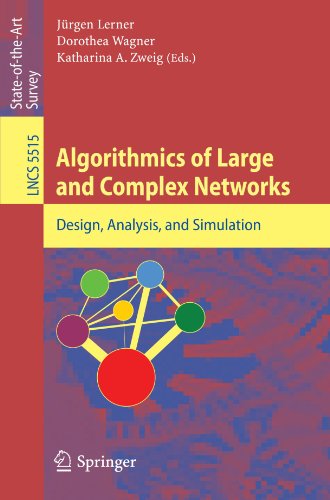 Jürgen Lerner
Dorothea Wagner
Katharina A. Zweig (Eds.)
State-of-the-Art
Survey
LNCS 5515
Algorithmics of Large
and Complex Networks
Design, Analysis, and Simulation
Springer